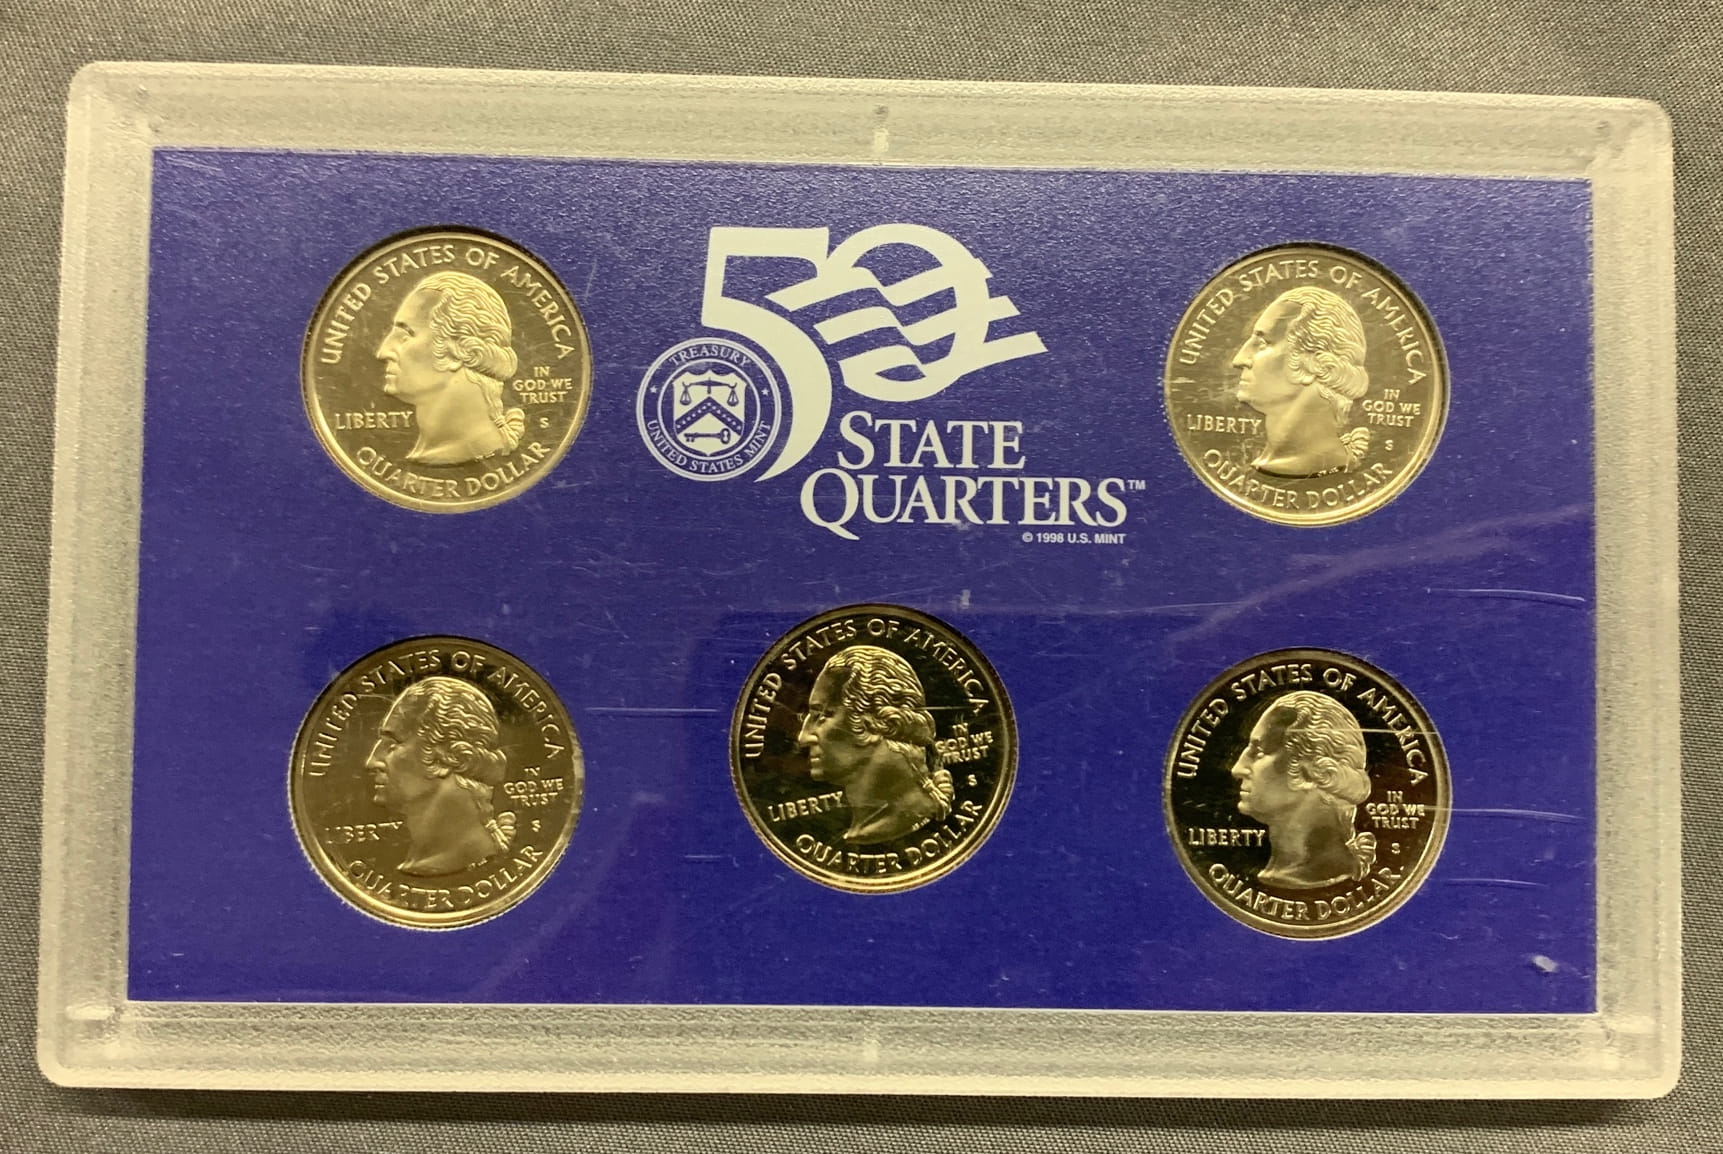 UNITED STATES OF AMERICA
LIBERTY
IN
GOD WE
TRUST
S
QUARTER DOLLAR
50
TREASURY
UNITED STATES MINT
STATE
QUARTERS™
© 1998 U.S. MINT
UNITED STATES OF AMERICA
LIBERTY
IN
GOD WE
TRUST
S
QUARTER DOLLAR
UNITED STATES OF AMERICA
LIBERTY
IN
GOD WE
TRUST
S
QUARTER DOLLAR
UNITED STATES OF AMERICA
LIBERTY
IN
GOD WE
TRUST
S
QUARTER DOLLAR
UNITED STATES OF AMERICA
LIBERTY
IN
GOD WE
TRUST
S
QUARTER DOLLAR